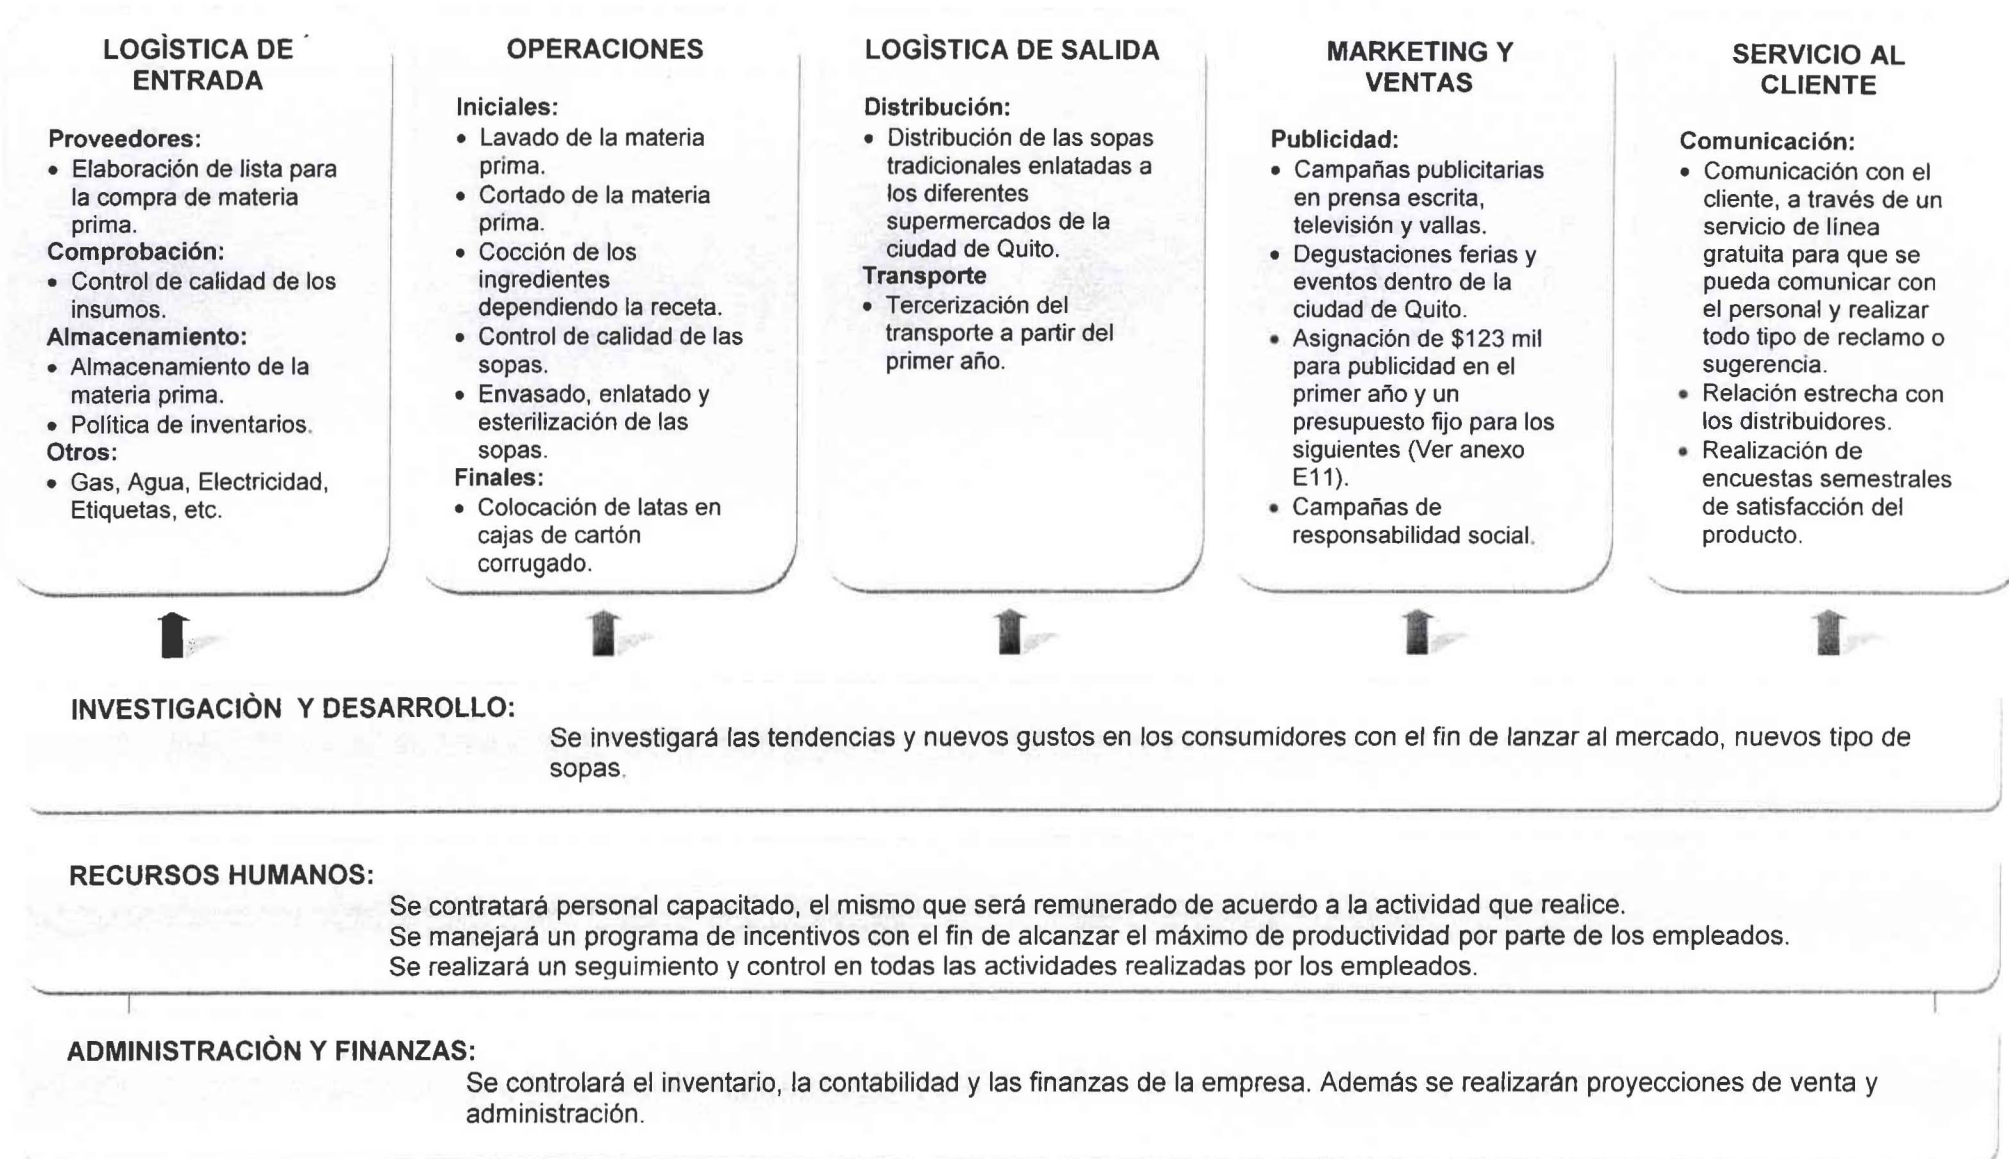 LOGÌSTICA DE
ENTRADA
Proveedores:
• Elaboración de lista para
la compra de materia
prima.
Comprobación:
• Control de calidad de los
insumos.
Almacenamiento:
• Almacenamiento de la
materia prima.
• Política de inventarios.
Otros:
• Gas, Agua, Electricidad,
Etiquetas, etc.
OPERACIONES
Iniciales:
• Lavado de la materia
prima.
• Cortado de la materia
prima.
• Cocción de los
ingredientes
dependiendo la receta.
• Control de calidad de las
sopas.
• Envasado, enlatado y
esterilización de las
sopas.
Finales:
• Colocación de latas en
cajas de cartón
corrugado.
LOGÌSTICA DE SALIDA
Distribución:
• Distribución de las sopas
tradicionales enlatadas a
los diferentes
supermercados de la
ciudad de Quito.
Transporte
• Tercerización del
transporte a partir del
primer año.
MARKETING Y
VENTAS
Publicidad:
• Campañas publicitarias
en prensa escrita,
televisión y vallas.
• Degustaciones ferias y
eventos dentro de la
ciudad de Quito.
• Asignación de $123 mil
para publicidad en el
primer año y un
presupuesto fijo para los
siguientes (Ver anexo
E11).
• Campañas de
responsabilidad social.
SERVICIO AL
CLIENTE
Comunicación:
• Comunicación con el
cliente, a través de un
servicio de línea
gratuita para que se
pueda comunicar con
el personal y realizar
todo tipo de reclamo o
sugerencia.
• Relación estrecha con
los distribuidores.
• Realización de
encuestas semestrales
de satisfacción del
producto.
INVESTIGACIÒN Y DESARROLLO:
Se investigará las tendencias y nuevos gustos en los consumidores con el fin de lanzar al mercado, nuevos tipo de
sopas.
RECURSOS HUMANOS:
Se contratará personal capacitado, el mismo que será remunerado de acuerdo a la actividad que realice.
Se manejará un programa de incentivos con el fin de alcanzar el máximo de productividad por parte de los empleados.
Se realizará un seguimiento y control en todas las actividades realizadas por los empleados.
ADMINISTRACIÒN Y FINANZAS:
Se controlará el inventario, la contabilidad y las finanzas de la empresa. Además se realizarán proyecciones de venta y
administración.